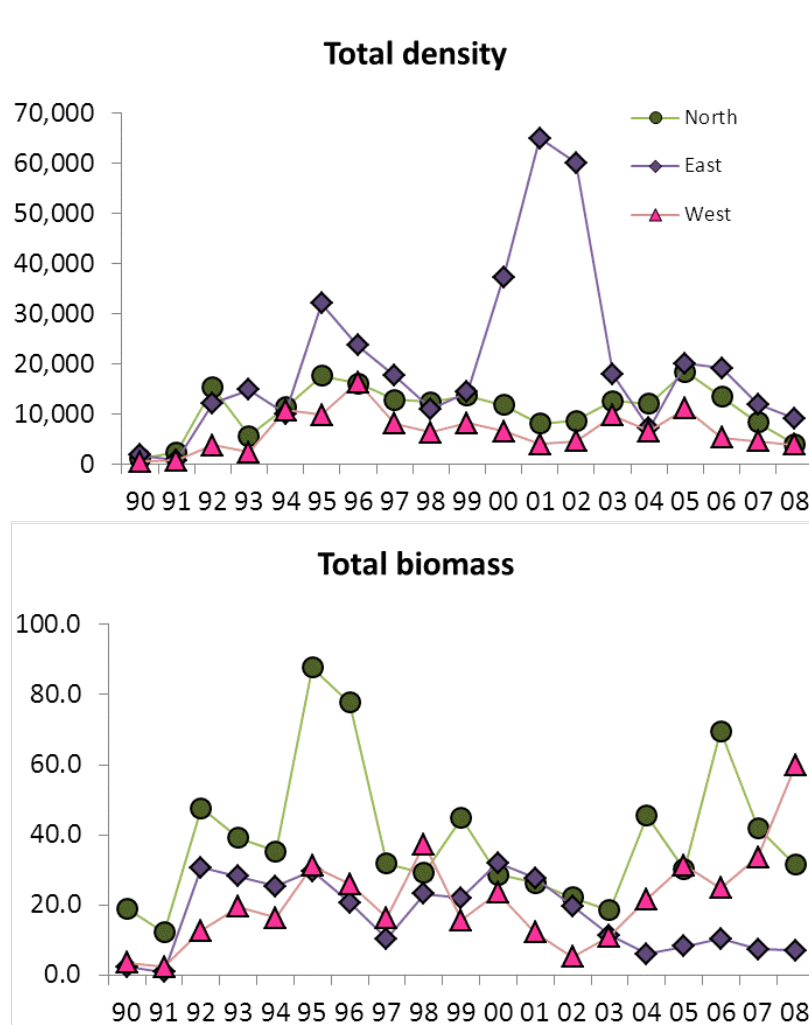 Total density
70,000
60,000
50,000
40,000
30,000
20,000
10,000
0
North
East
West
90 91 92 93 94 95 96 97 98 99 00 01 02 03 04 05 06 07 08
Total biomass
100.0
80.0
60.0
40.0
20.0
0.0
90 91 92 93 94 95 96 97 98 99 00 01 02 03 04 05 06 07 08